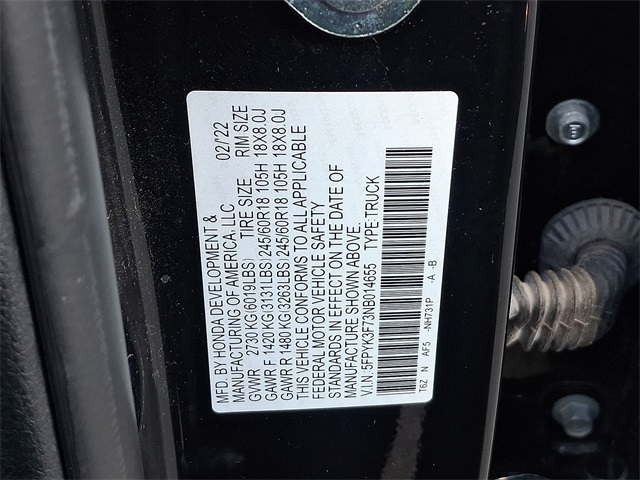 MFD. BY HONDA DEVELOPMENT & 02/'22
MANUFACTURING OF AMERICA, LLC
GVWR 2730 KG(6019LBS) TIRE SIZE RIM SIZE
GAWR F 1420 KG(3131LBS)245/60R18 105H 18X8.0J
GAWR R 1480 KG(3263LBS)245/60R18 105H 18X8.0J
THIS VEHICLE CONFORMS TO ALL APPLICABLE
FEDERAL MOTOR VEHICLE SAFETY
STANDARDS IN EFFECT ON THE DATE OF
MANUFACTURE SHOWN ABOVE.
V.I.N: 5FPYK3F73NB014655 TYPE:TRUCK
T6Z N AF5 -NH731P -A -B